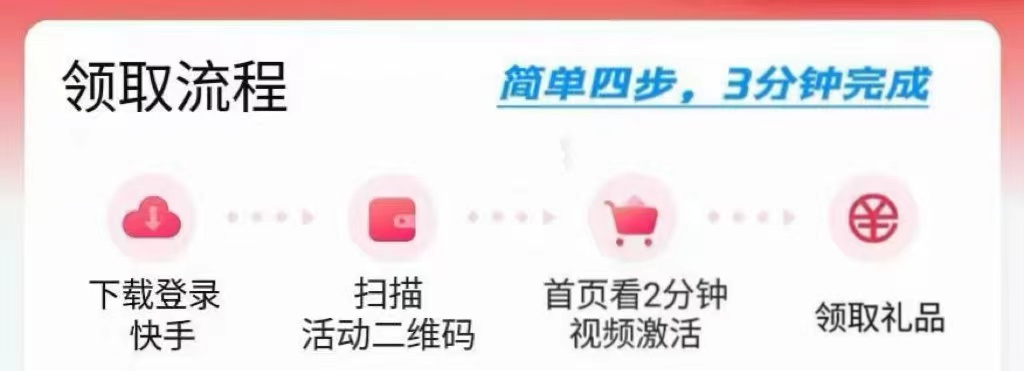 领取流程
简单四步，3分钟完成
下载登录
快手
扫描
活动二维码
首页看2分钟
视频激活
领取礼品